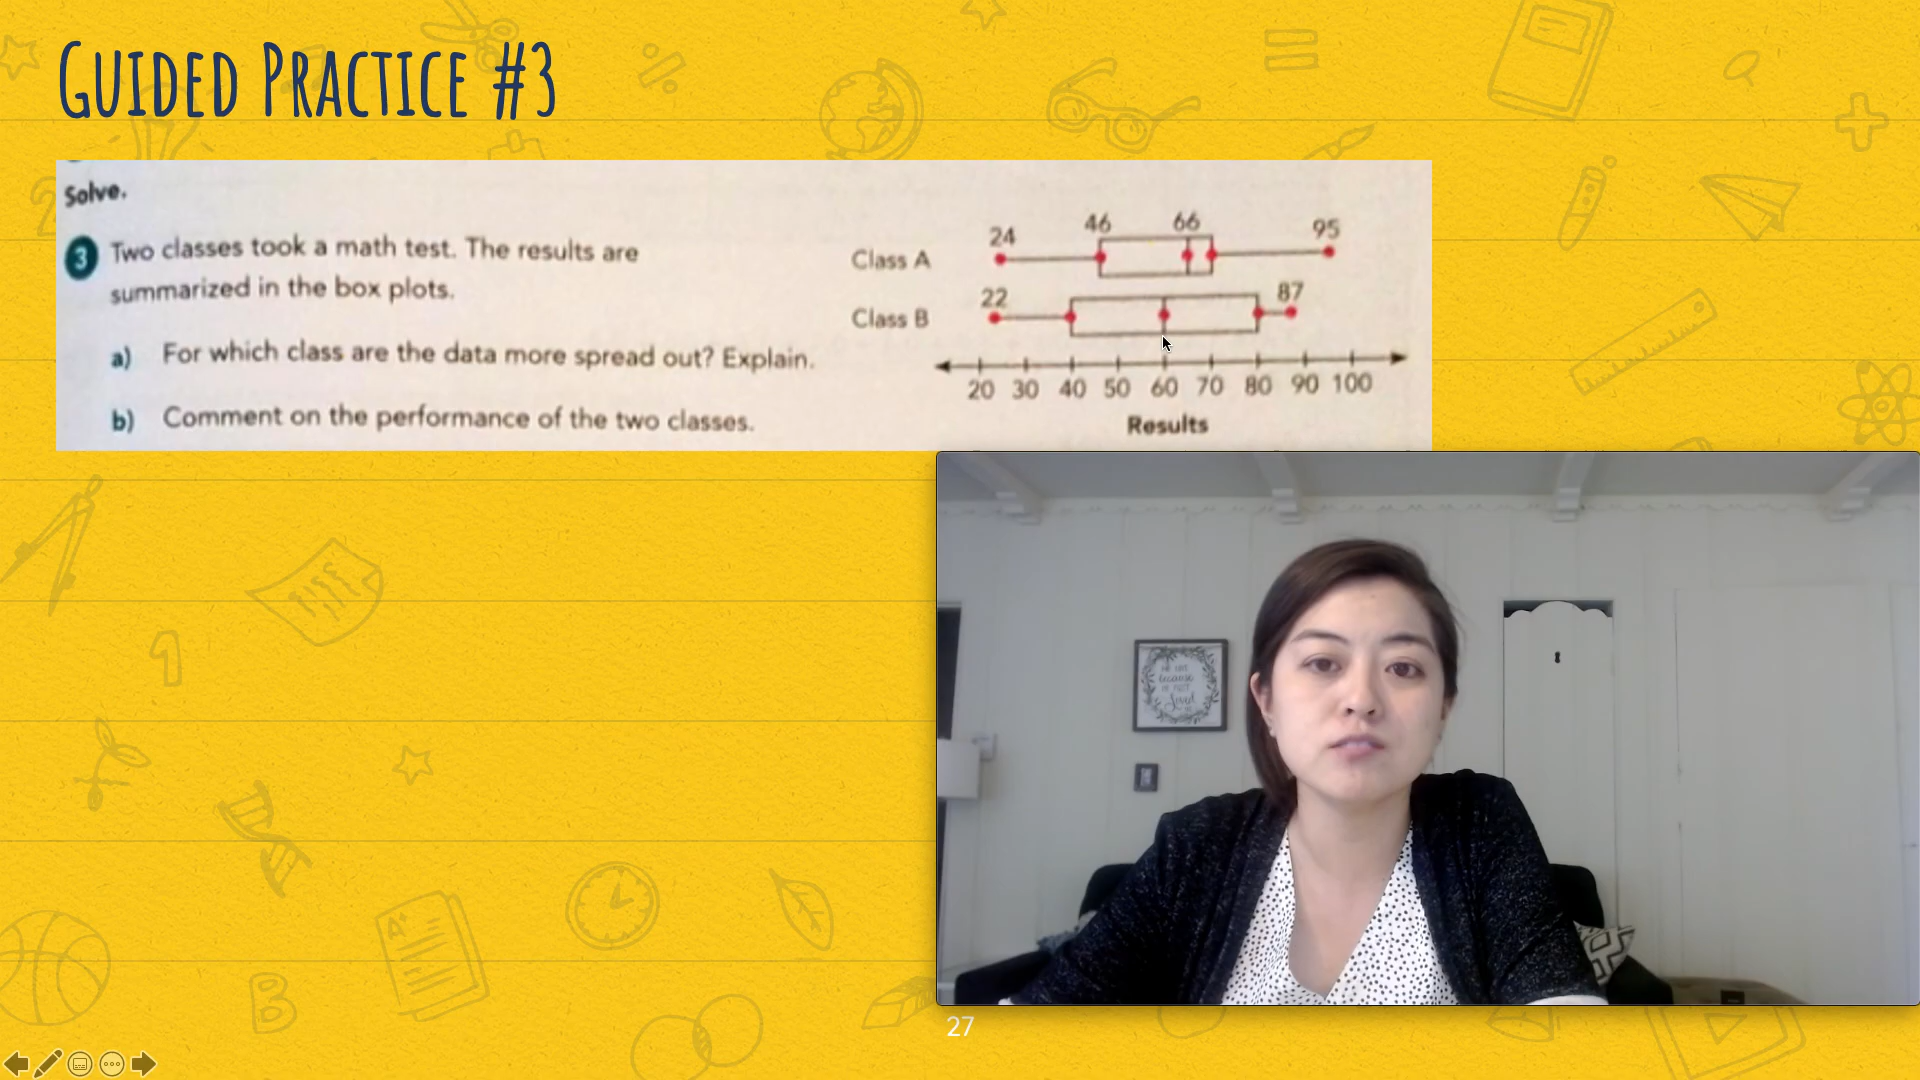 GUIDED PRACTICE #3
Solve.
3 Two classes took a math test. The results are
summarized in the box plots.
a) For which class are the data more spread out? Explain.
b) Comment on the performance of the two classes.
24 46 66 95
Class A
22 87
Class B
20 30 40 50 60 70 80 90 100
Results
because
loved
27